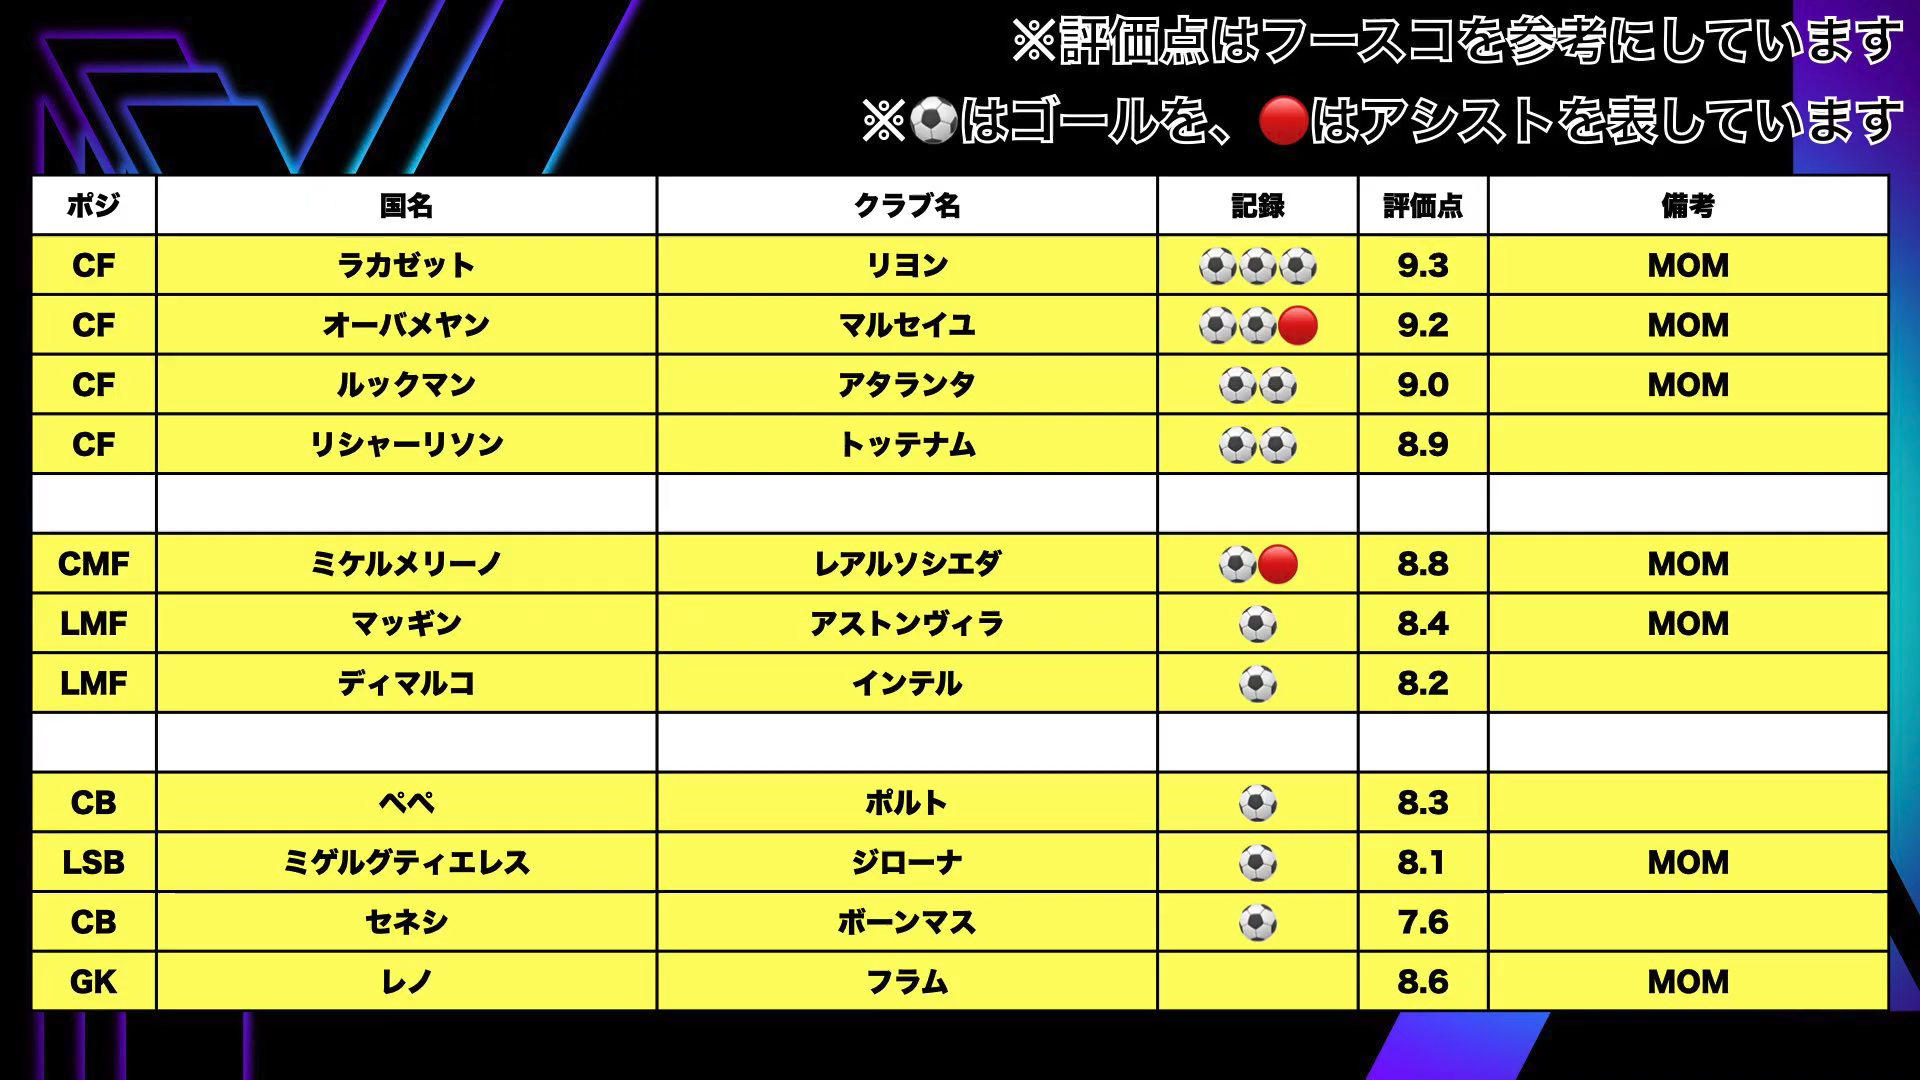 ※評価点はフースコを参考にしています
※⚽はゴールを、🔴はアシストを表しています
ポジ 国名 クラブ名 記録 評価点 備考
CF ラカゼット リヨン ⚽⚽⚽ 9.3 MOM
CF オーバメヤン マルセイユ ⚽⚽🔴 9.2 MOM
CF ルックマン アタランタ ⚽⚽ 9.0 MOM
CF リシャーリソン トッテナム ⚽⚽ 8.9
CMF ミケルメリーノ レアルソシエダ ⚽🔴 8.8 MOM
LMF マッギン アストンヴィラ ⚽ 8.4 MOM
LMF ディマルコ インテル ⚽ 8.2
CB ペペ ポルト ⚽ 8.3
LSB ミゲルグティエレス ジローナ ⚽ 8.1 MOM
CB セネシ ボーンマス ⚽ 7.6
GK レノ フラム 8.6 MOM